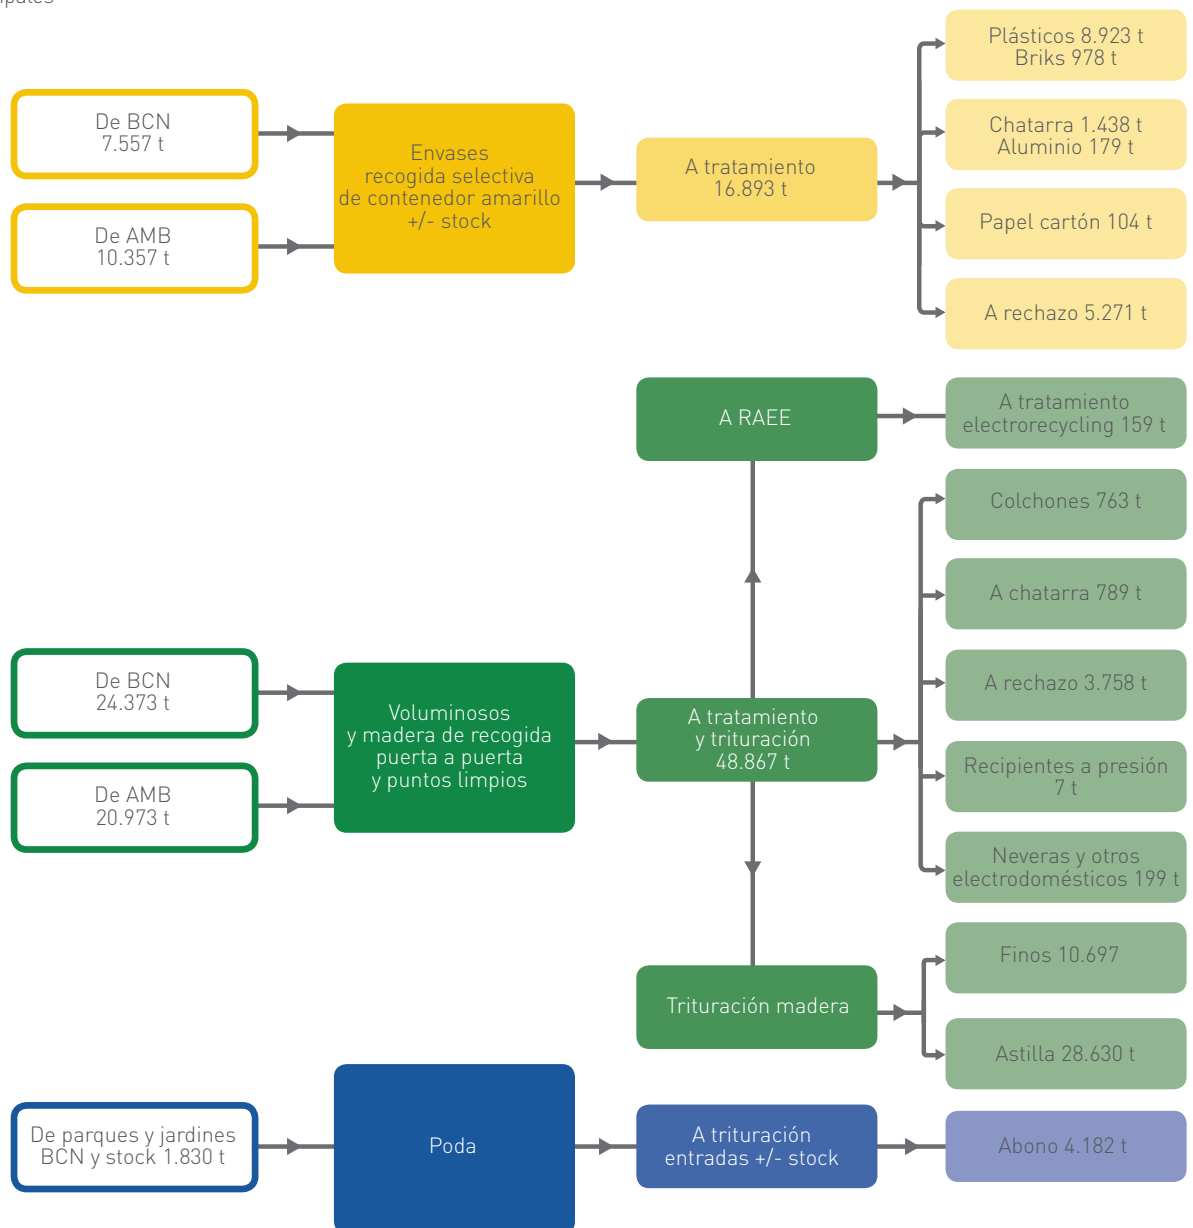 De BCN
7.557 t
De AMB
10.357 t
Envases
recogida selectiva
de contenedor amarillo
+/- stock
A tratamiento
16.893 t
Plásticos 8.923 t
Briks 978 t
Chatarra 1.438 t
Aluminio 179 t
Papel cartón 104 t
A rechazo 5.271 t
De BCN
24.373 t
De AMB
20.973 t
Voluminosos
y madera de recogida
puerta a puerta
y puntos limpios
A RAEE
A tratamiento
y trituración
48.867 t
Trituración madera
A tratamiento
electrorecycling 159 t
Colchones 763 t
A chatarra 789 t
A rechazo 3.758 t
Recipientes a presión
7 t
Neveras y otros
electrodomésticos 199 t
Finos 10.697
Astilla 28.630 t
De parques y jardines
BCN y stock 1.830 t
Poda
A trituración
entradas +/- stock
Abono 4.182 t